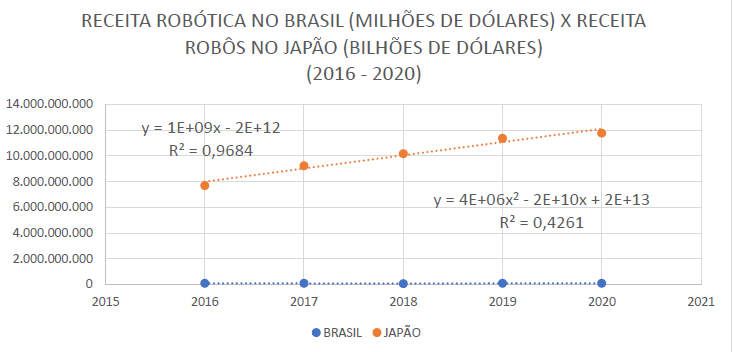 RECEITA ROBÓTICA NO BRASIL (MILHÕES DE DÓLARES) X RECEITA
ROBÔS NO JAPÃO (BILHÕES DE DÓLARES)
(2016 - 2020)
14.000.000.000
12.000.000.000
10.000.000.000
8.000.000.000
6.000.000.000
4.000.000.000
2.000.000.000
0
y = 1E+09x - 2E+12
R² = 0,9684
y = 4E+06x² - 2E+10x + 2E+13
R² = 0,4261
2015 2016 2017 2018 2019 2020 2021
BRASIL JAPÃO